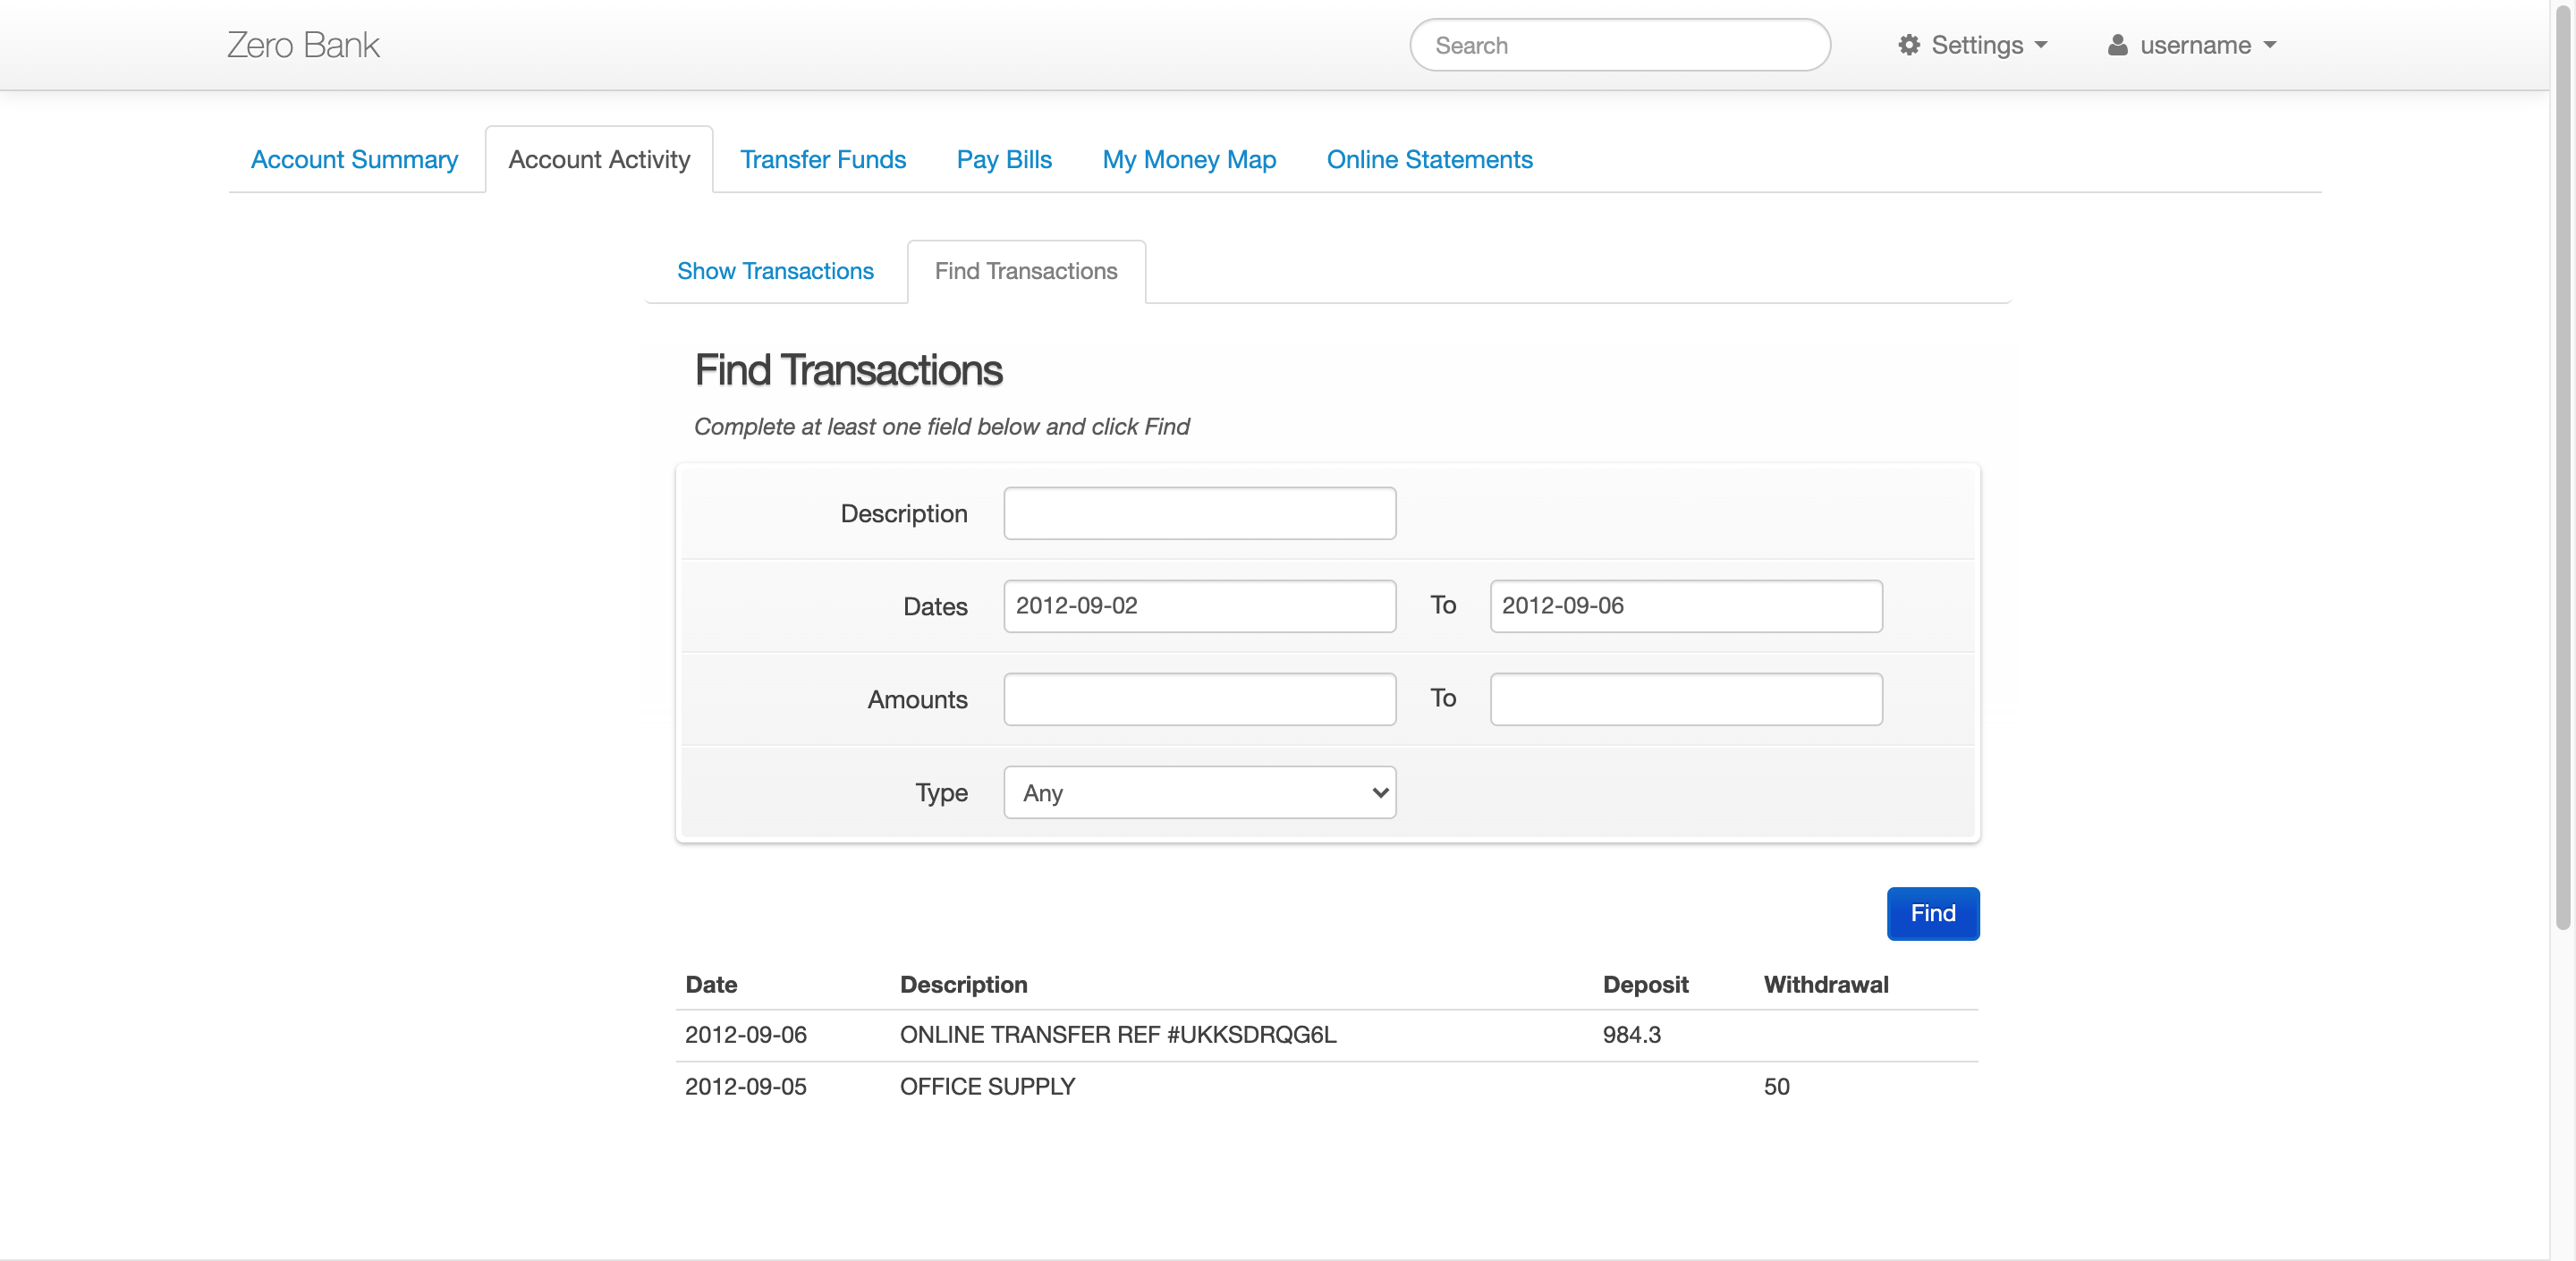 Zero Bank Search Settings username
Account Summary Account Activity Transfer Funds Pay Bills My Money Map Online Statements
Show Transactions Find Transactions
Find Transactions
Complete at least one field below and click Find
Description
Dates 2012-09-02 To 2012-09-06
Amounts To
Type Any
Find
Date Description Deposit Withdrawal
2012-09-06 ONLINE TRANSFER REF #UKKSDRQG6L 984.3
2012-09-05 OFFICE SUPPLY 50